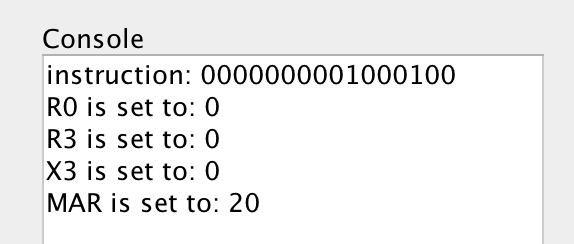 Console
instruction: 0000000001000100
R0 is set to: 0
R3 is set to: 0
X3 is set to: 0
MAR is set to: 20